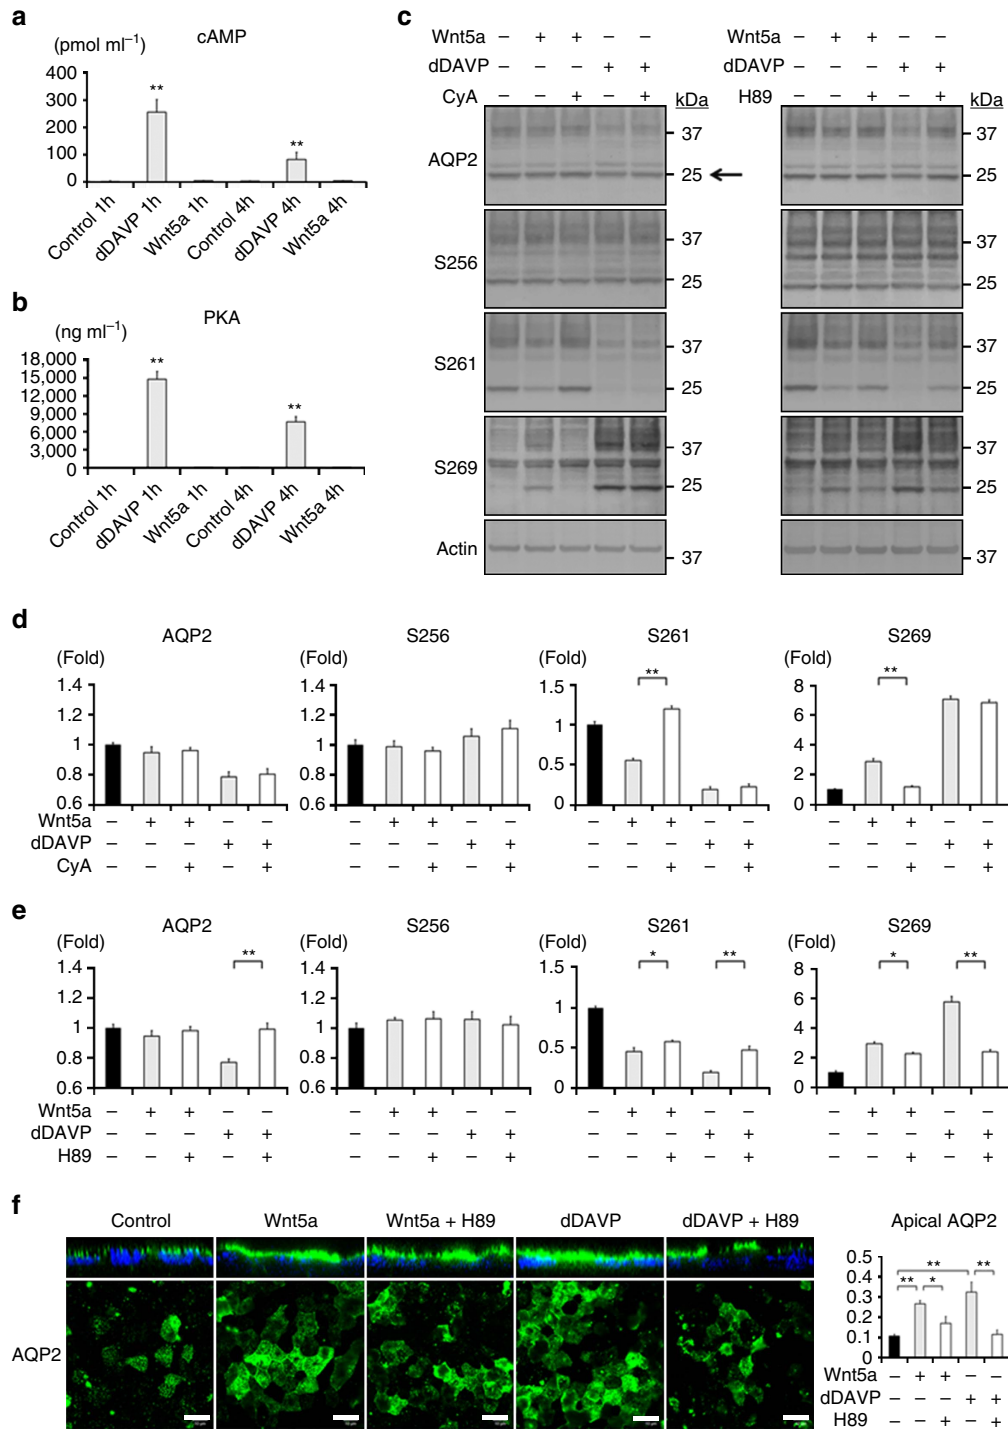 a
cAMP
(pmol ml⁻¹)
400
300
200
100
0
**
**
Control 1h
dDAVP 1h
Wnt5a 1h
Control 4h
dDAVP 4h
Wnt5a 4h
b
PKA
(ng ml⁻¹)
18,000
15,000
12,000
9,000
6,000
3,000
0
**
**
Control 1h
dDAVP 1h
Wnt5a 1h
Control 4h
dDAVP 4h
Wnt5a 4h
c
Wnt5a – + + – –
dDAVP – – – + +
CyA – – + – + kDa
AQP2
37
25
S256
37
25
S261
37
25
S269
37
25
Actin
37
Wnt5a – + + – –
dDAVP – – – + +
H89 – – + – + kDa
37
25
37
25
37
25
37
25
37
d
AQP2
(Fold)
1.4
1.2
1
0.8
0.6
S256
(Fold)
1.4
1.2
1
0.8
0.6
S261
(Fold)
1.5
1
0.5
0
**
S269
(Fold)
8
6
4
2
0
**
Wnt5a – + + – – – + + – – – + + – – – + + – –
dDAVP – – – + + – – – + + – – – + + – – – + +
CyA – – + – + – – + – + – – + – + – – + – +
e
AQP2
(Fold)
1.4
1.2
1
0.8
0.6
**
S256
(Fold)
1.4
1.2
1
0.8
0.6
S261
(Fold)
1.5
1
0.5
0
* **
S269
(Fold)
8
6
4
2
0
* **
Wnt5a – + + – – – + + – – – + + – – – + + – –
dDAVP – – – + + – – – + + – – – + + – – – + +
H89 – – + – + – – + – + – – + – + – – + – +
f
Control Wnt5a Wnt5a + H89 dDAVP dDAVP + H89
AQP2
Apical AQP2
0.5
0.4
0.3
0.2
0.1
0
** **
** *
Wnt5a – + + – –
dDAVP – – – + +
H89 – – + – +